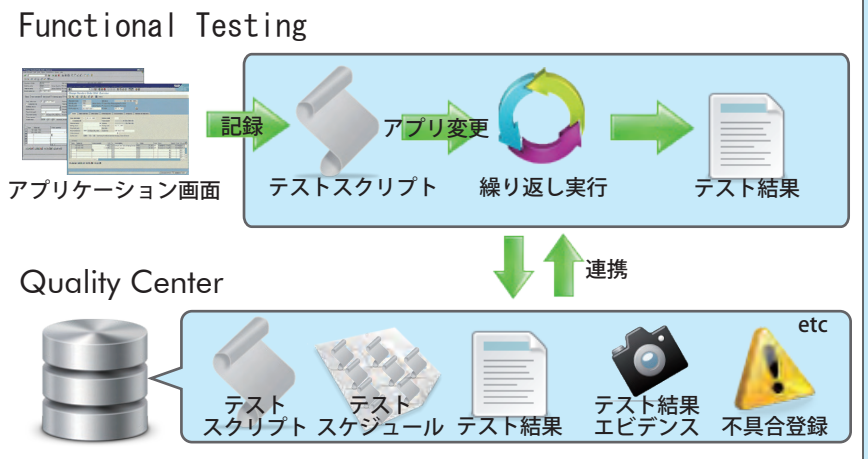 Functional Testing
記録
アプリ変更
アプリケーション画面
テストスクリプト
繰り返し実行
テスト結果
連携
Quality Center
etc
テスト
スクリプト
テスト
スケジュール
テスト結果
テスト結果
エビデンス
不具合登録